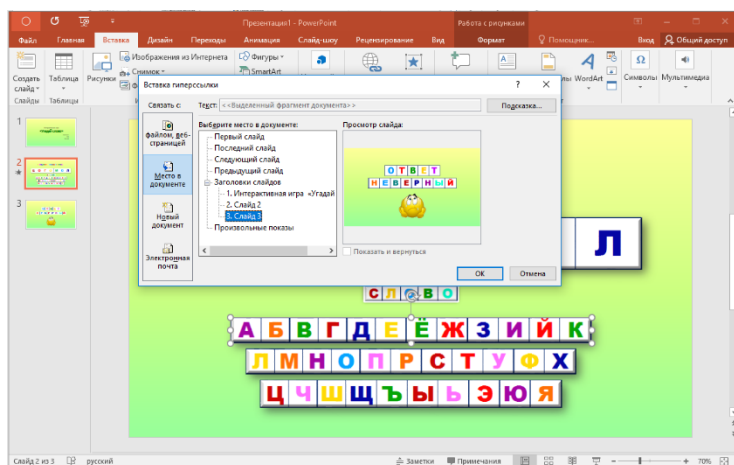 Презентация1 - PowerPoint
Работа с рисунками
Файл Главная Вставка Дизайн Переходы Анимация Слайд-шоу Рецензирование Вид Формат Помощник... Вход Общий доступ
Создать слайд
Таблица
Рисунки
Изображения из Интернета
Снимок
Фигуры
SmartArt
WordArt
Символы
Мультимедиа
Слайды
Таблицы
Вставка гиперссылки
Связать с:
Текст: <<Выделенный фрагмент документа>>
Подсказка...
файлом, веб-
страницей
Место в
документе
Новый
документ
Электронная
почта
Выберите место в документе:
Первый слайд
Последний слайд
Следующий слайд
Предыдущий слайд
Заголовки слайдов
1. Интерактивная игра «Угадай
2. Слайд 2
3. Слайд 3
Произвольные показы
Просмотр слайда:
ОТВЕТ
НЕВЕРНЫЙ
Показать и вернуться
ОК
Отмена
1
2
3
Л
СЛОВО
АБВГДЕЁЖЗИЙК
ЛМНОПРСТУФХ
ЦЧШЩЪЫЬЭЮЯ
Слайд 2 из 3 русский Заметки Примечания 70%